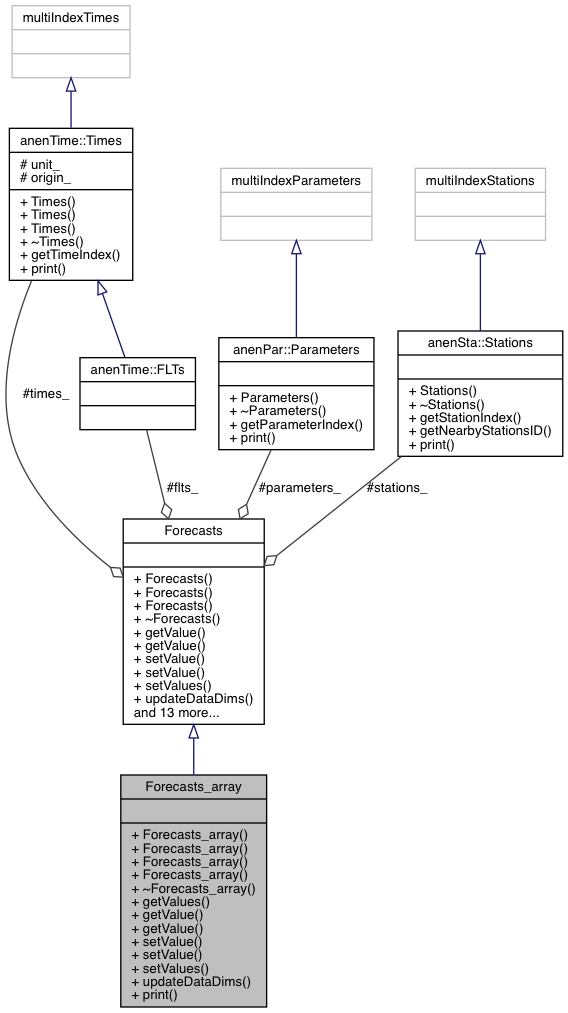 multiIndexTimes
anenTime::Times
# unit_
# origin_
+ Times()
+ Times()
+ Times()
+ ~Times()
+ getTimeIndex()
+ print()
multiIndexParameters
multiIndexStations
anenTime::FLTs
anenPar::Parameters
+ Parameters()
+ ~Parameters()
+ getParameterIndex()
+ print()
anenSta::Stations
+ Stations()
+ ~Stations()
+ getStationIndex()
+ getNearbyStationsID()
+ print()
#times_
#flts_
#parameters_
#stations_
Forecasts
+ Forecasts()
+ Forecasts()
+ Forecasts()
+ ~Forecasts()
+ getValue()
+ getValue()
+ setValue()
+ setValue()
+ setValues()
+ updateDataDims()
and 13 more...
Forecasts_array
+ Forecasts_array()
+ Forecasts_array()
+ Forecasts_array()
+ Forecasts_array()
+ ~Forecasts_array()
+ getValues()
+ getValue()
+ getValue()
+ setValue()
+ setValue()
+ setValues()
+ updateDataDims()
+ print()